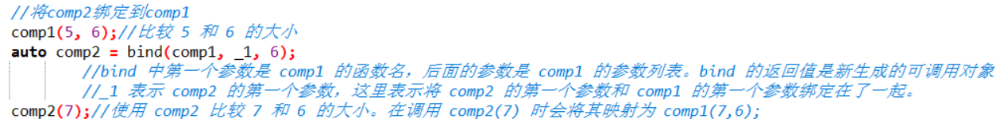 //将comp2绑定到comp1
comp1(5, 6);//比较 5 和 6 的大小
auto comp2 = bind(comp1, _1, 6);
//bind 中第一个参数是 comp1 的函数名，后面的参数是 comp1 的参数列表。bind 的返回值是新生成的可调用对象
//_1 表示 comp2 的第一个参数，这里表示将 comp2 的第一个参数和 comp1 的第一个参数绑定在了一起。
comp2(7);//使用 comp2 比较 7 和 6 的大小。在调用 comp2(7) 时会将其映射为 comp1(7,6);